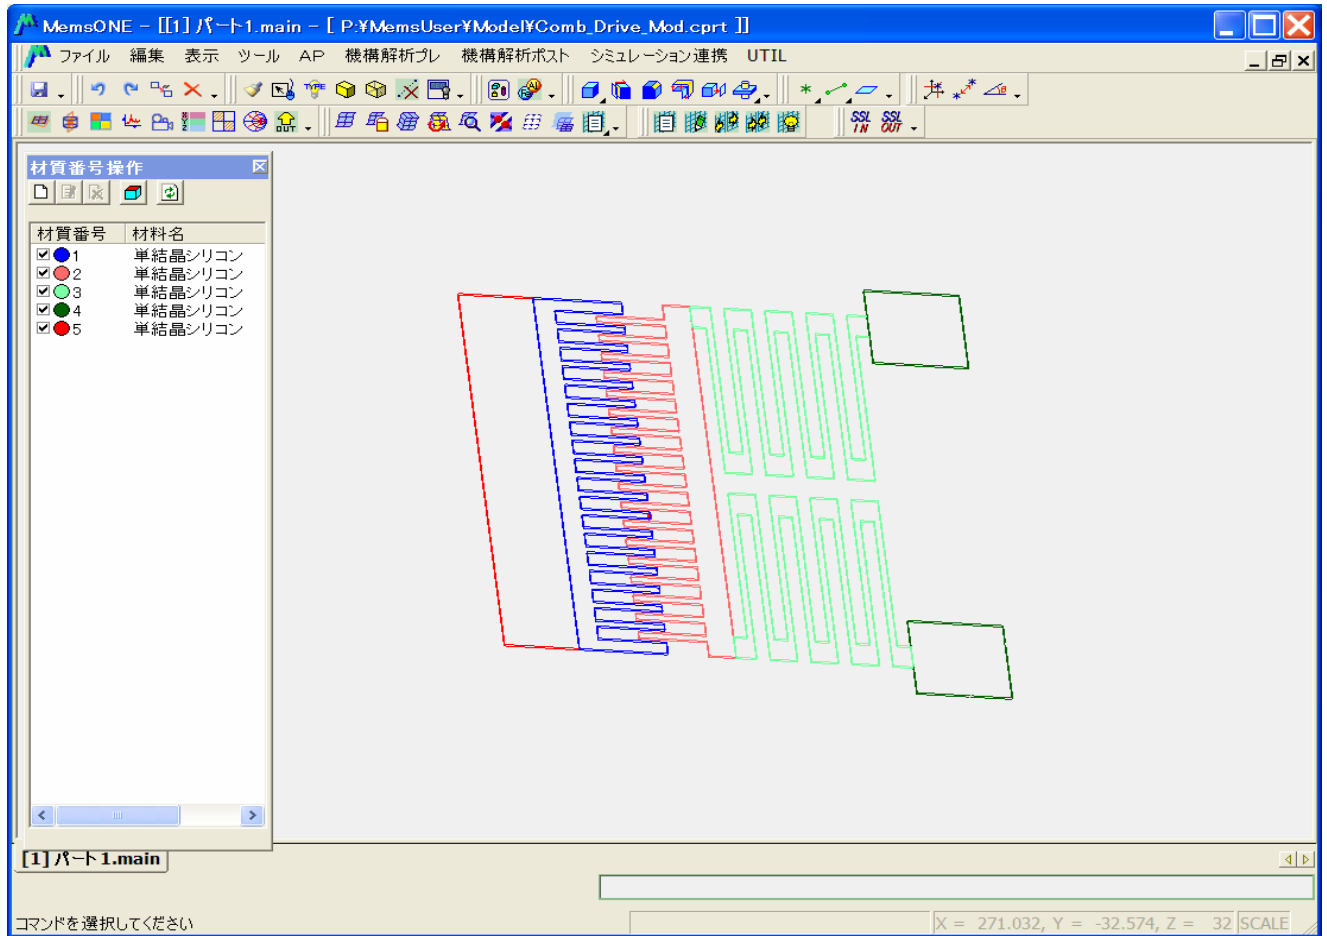 MemsONE - [[1] パート1.main - [ P:¥MemsUser¥Model¥Comb_Drive_Mod.cprt ]]
ファイル 編集 表示 ツール AP 機構解析プレ 機構解析ポスト シミュレーション連携 UTIL
TYPE
OUT SSL IN SSL OUT
材質番号操作
材質番号 材料名
1 単結晶シリコン
2 単結晶シリコン
3 単結晶シリコン
4 単結晶シリコン
5 単結晶シリコン
[1] パート1.main
コマンドを選択してください X = 271.032, Y = -32.574, Z = 32 SCALE